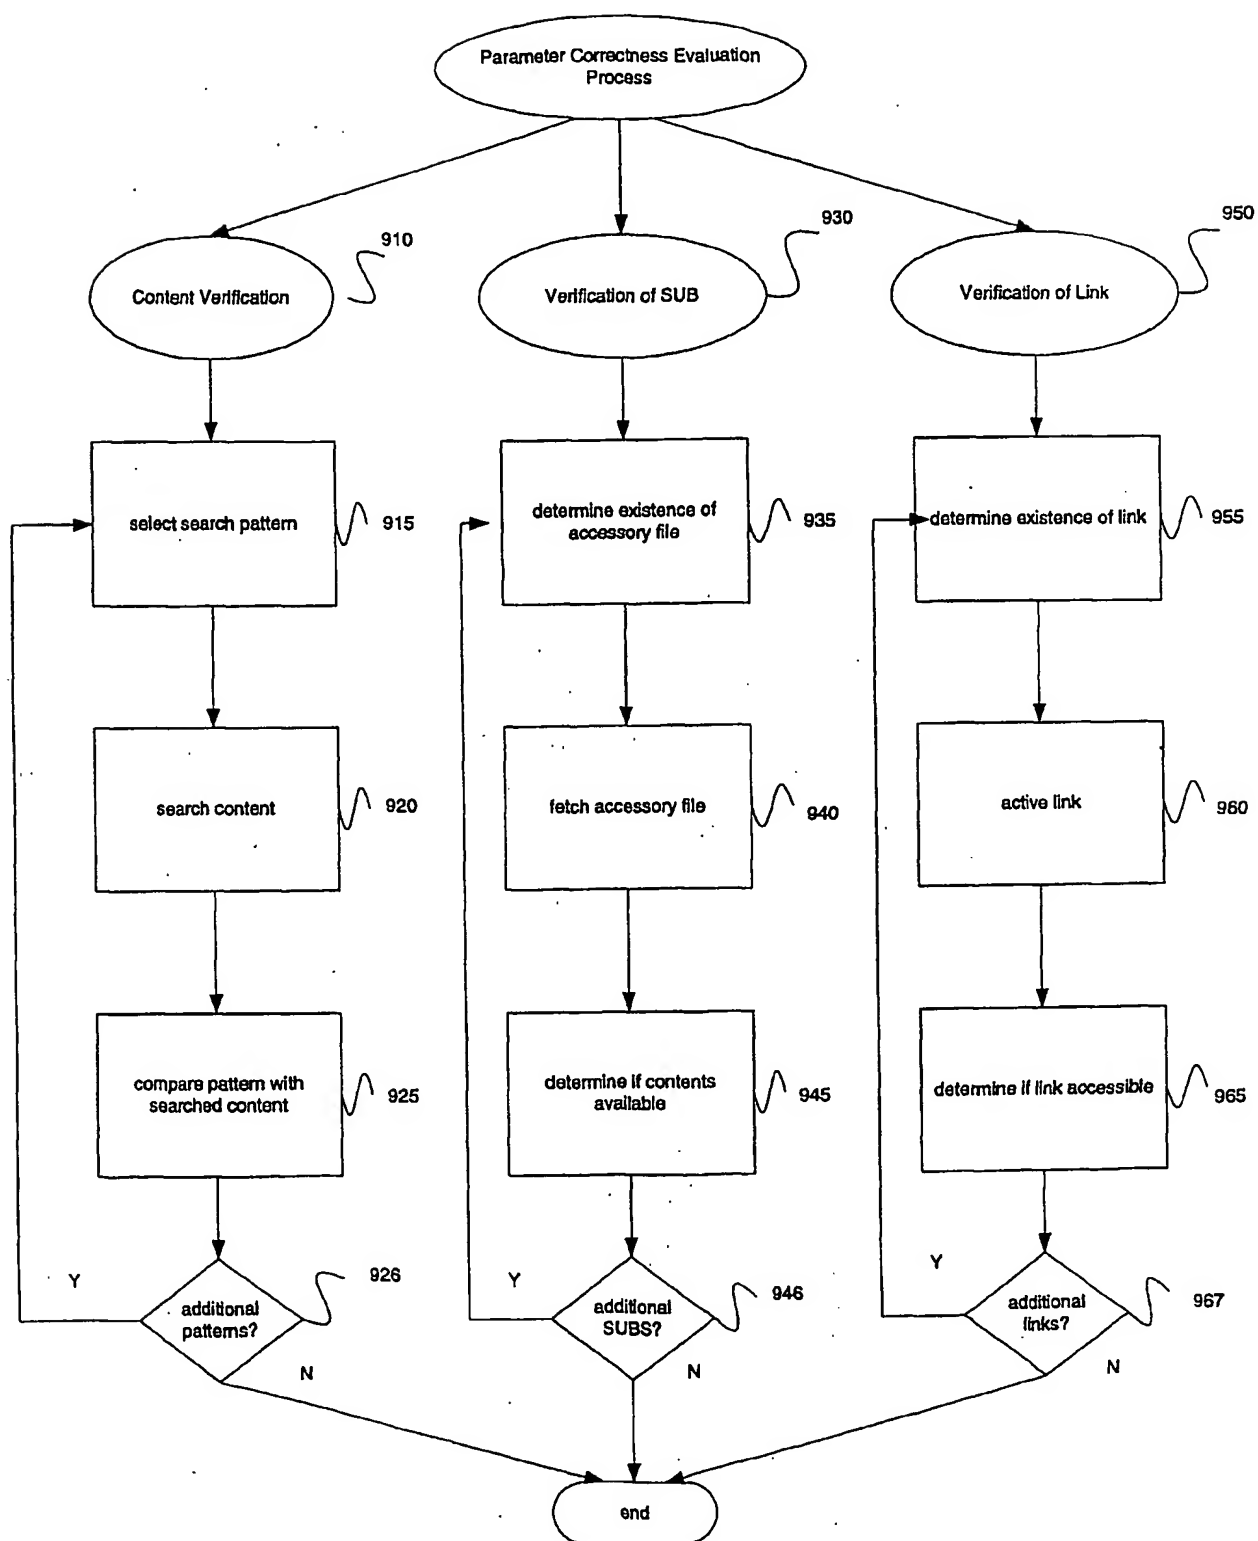 Parameter Correctness Evaluation
Process
910
930
950
Content Verification
Verification of SUB
Verification of Link
select search pattern
915
determine existence of
accessory file
935
determine existence of link
955
search content
920
fetch accessory file
940
active link
960
compare pattern with
searched content
925
determine if contents
available
945
determine if link accessible
965
Y
additional
patterns?
926
N
Y
additional
SUBS?
946
N
Y
additional
links?
967
N
end